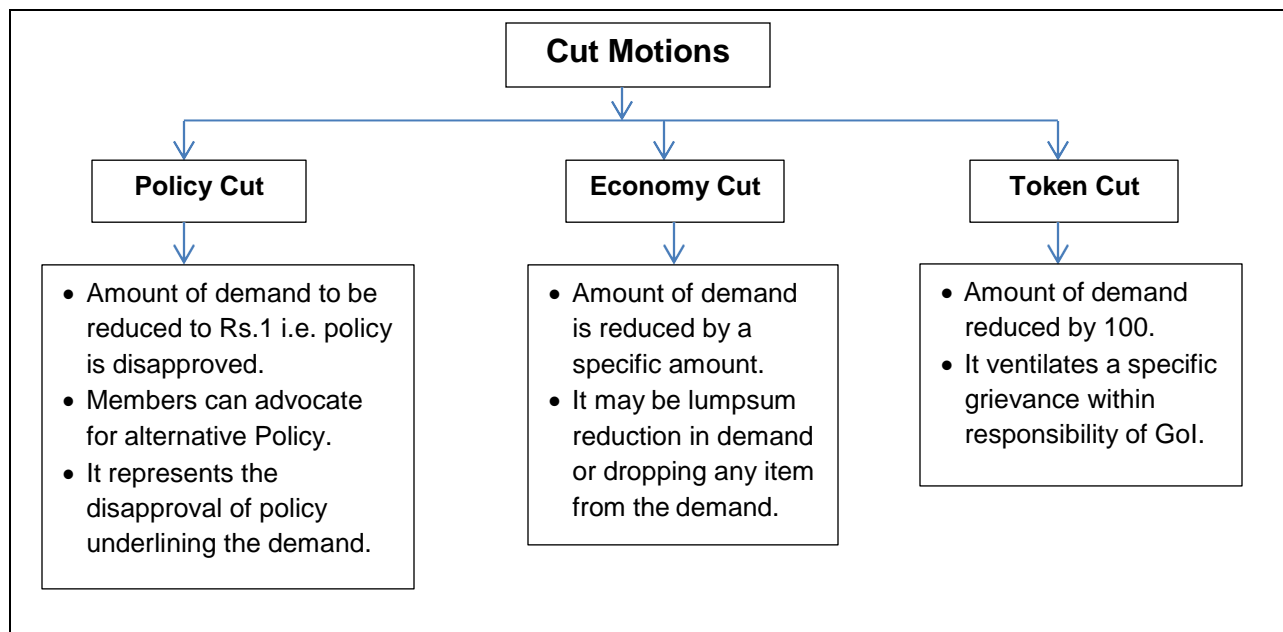 Cut Motions
Policy Cut
• Amount of demand to be
reduced to Rs.1 i.e. policy
is disapproved.
• Members can advocate
for alternative Policy.
• It represents the
disapproval of policy
underlining the demand.
Economy Cut
• Amount of demand
is reduced by a
specific amount.
• It may be lumpsum
reduction in demand
or dropping any item
from the demand.
Token Cut
• Amount of demand
reduced by 100.
• It ventilates a specific
grievance within
responsibility of GoI.